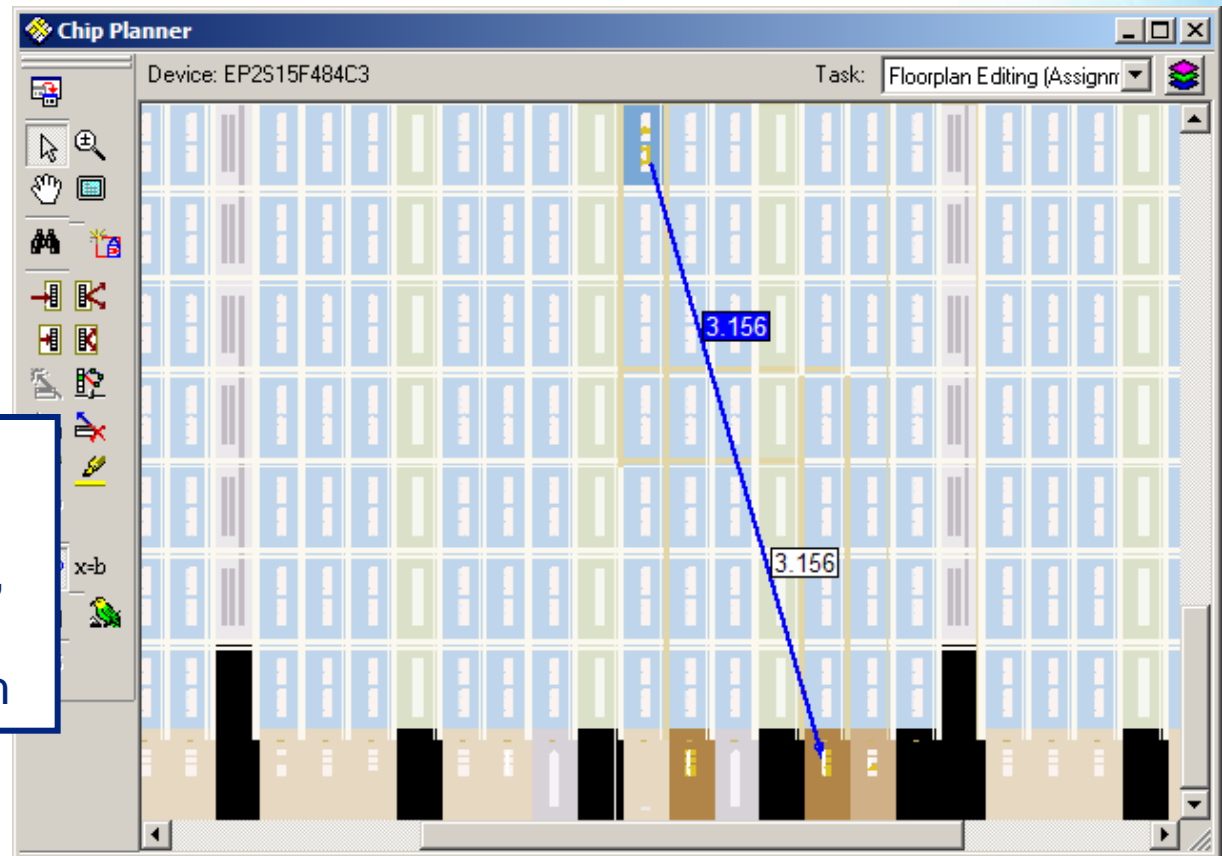 Chip Planner
Device: EP2S15F484C3
Task: Floorplan Editing (Assignm
3.156
3.156
x=b